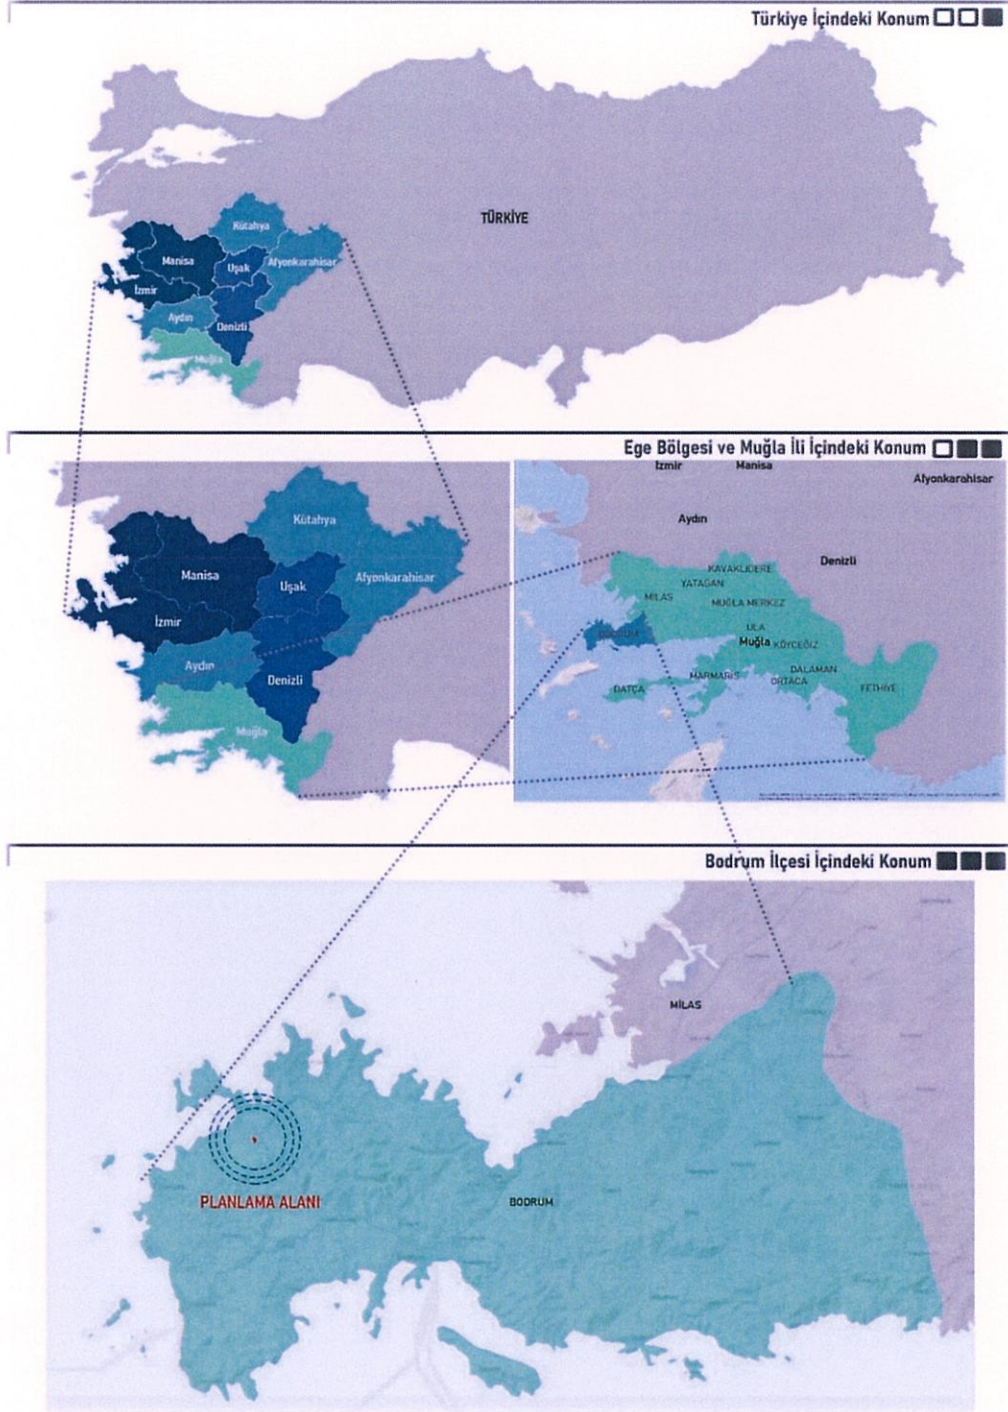 Türkiye İçindeki Konum
TÜRKİYE
Kütahya
Manisa
Uşak
Afyonkarahisar
İzmir
Aydın
Denizli
Muğla
Ege Bölgesi ve Muğla İli İçindeki Konum
Kütahya
Manisa
Uşak
Afyonkarahisar
İzmir
Aydın
Denizli
Muğla
İzmir
Manisa
Afyonkarahisar
Aydın
Denizli
KAVAKLIDERE
YATAĞAN
MİLAS
MUĞLA MERKEZ
BODRUM
ULA
Muğla
KÖYCEĞİZ
DALAMAN
MARMARİS
ORTACA
DATÇA
FETHİYE
Bodrum İlçesi İçindeki Konum
MİLAS
PLANLAMA ALANI
BODRUM